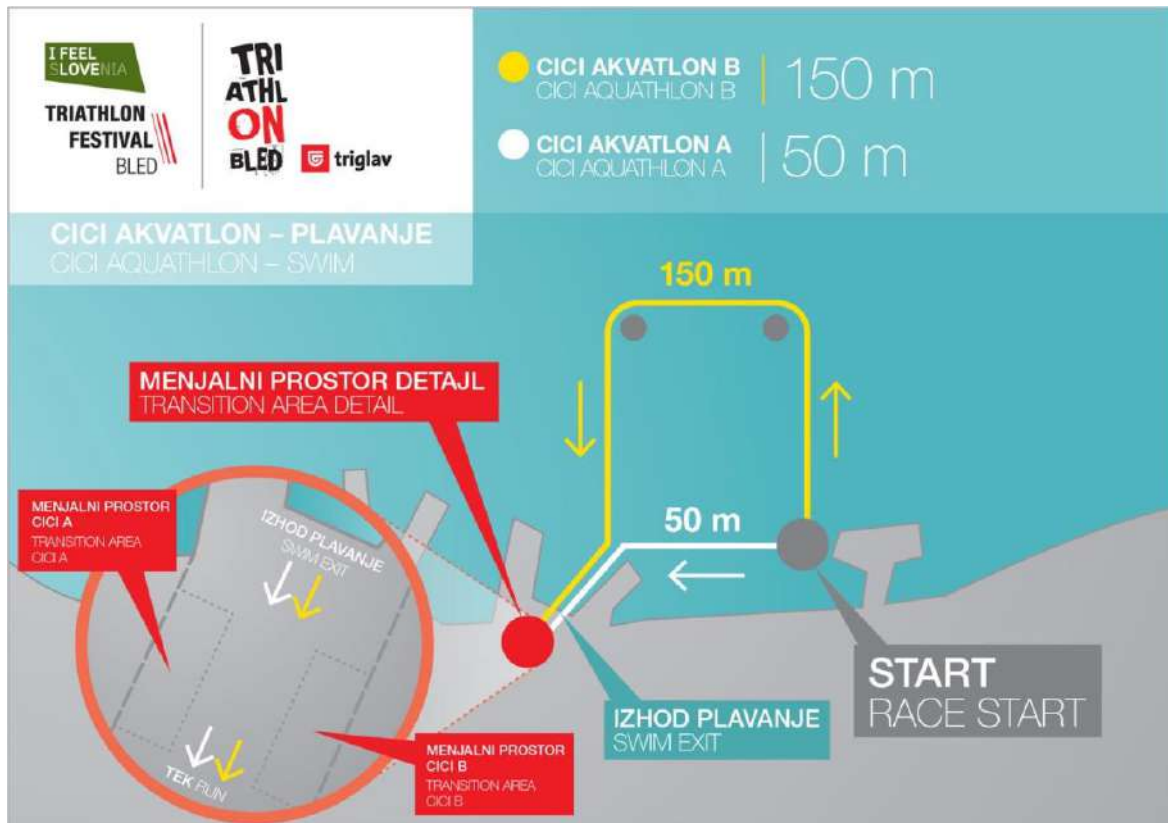 I FEEL
SLOVENIA
TRIATHLON
FESTIVAL
BLED
TRI
ATHL
ON
BLED
triglav
CICI AKVATLON B
CICI AQUATHLON B
150 m
CICI AKVATLON A
CICI AQUATHLON A
50 m
CICI AKVATLON – PLAVANJE
CICI AQUATHLON – SWIM
150 m
MENJALNI PROSTOR DETAJL
TRANSITION AREA DETAIL
MENJALNI PROSTOR
CICI A
TRANSITION AREA
CICI A
IZHOD PLAVANJE
SWIM EXIT
50 m
START
RACE START
IZHOD PLAVANJE
SWIM EXIT
MENJALNI PROSTOR
CICI B
TRANSITION AREA
CICI B
TEK RUN